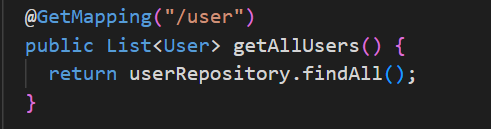 @GetMapping("/user")
public List<User> getAllUsers() {
return userRepository.findAll();
}